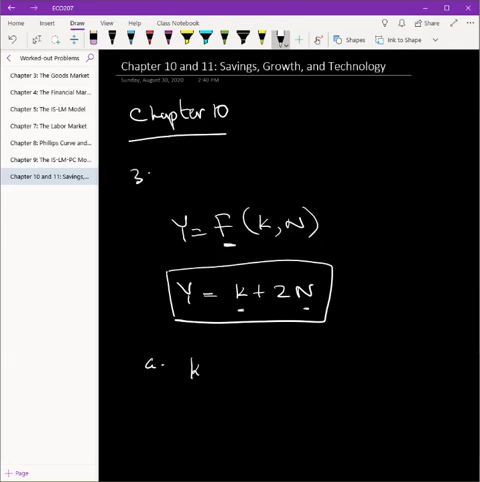 ECO207
Home Insert Draw View Help Class Notebook
Share
Shapes
Ink to Shape
Worked-out Problems
Chapter 3: The Goods Market
Chapter 4: The Financial Mar...
Chapter 5: The IS-LM Model
Chapter 7: The Labor Market
Chapter 8: Phillips Curve and...
Chapter 9: The IS-LM-PC Mo...
Chapter 10 and 11: Savings,...
+ Page
Chapter 10 and 11: Savings, Growth, and Technology
Sunday, August 30, 2020 2:40 PM
Chapter 10
3.
Y = F (K, N)
Y = K + 2 N
a. K